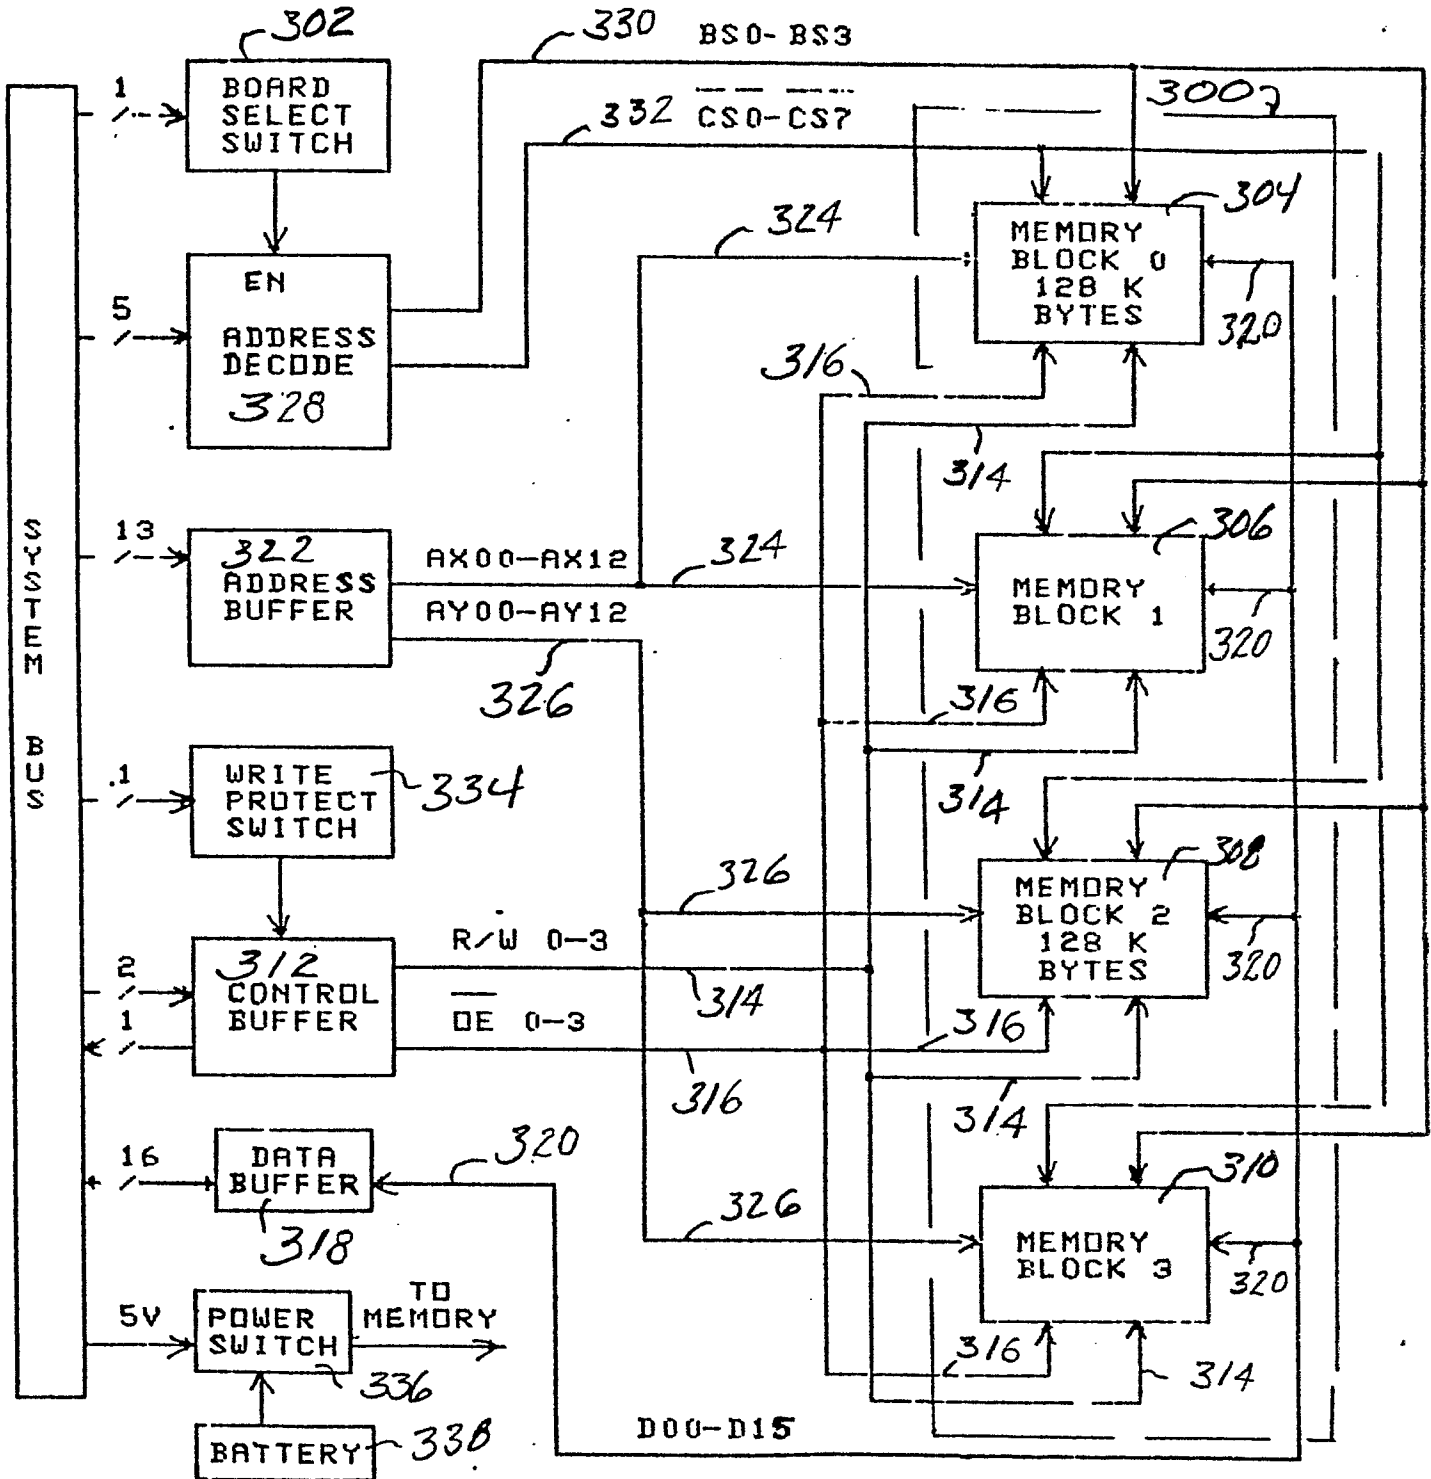 302
330 BS0-BS3
1
BOARD
SELECT
SWITCH
332 CS0-CS7
300
304
324
MEMORY
BLOCK 0
128 K
BYTES
320
EN
5
ADDRESS
DECODE
328
316
314
306
13
322
ADDRESS
BUFFER
AX00-AX12
324
AY00-AY12
326
MEMORY
BLOCK 1
320
316
314
SYSTEM BUS
1
WRITE
PROTECT
SWITCH
334
308
326
MEMORY
BLOCK 2
128 K
BYTES
320
R/W 0-3
314
2
312
CONTROL
BUFFER
1
OE 0-3
316
316
314
310
16
DATA
BUFFER
318
320
326
MEMORY
BLOCK 3
320
5V
POWER
SWITCH
336
TO
MEMORY
316
314
D00-D15
BATTERY
338